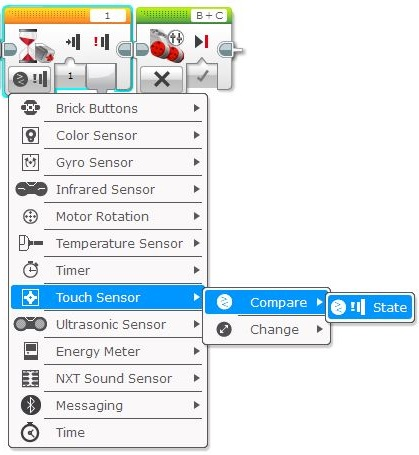 1
B + C
1
Brick Buttons
Color Sensor
Gyro Sensor
Infrared Sensor
Motor Rotation
Temperature Sensor
Timer
Touch Sensor
Compare
State
Ultrasonic Sensor
Change
Energy Meter
NXT Sound Sensor
Messaging
Time